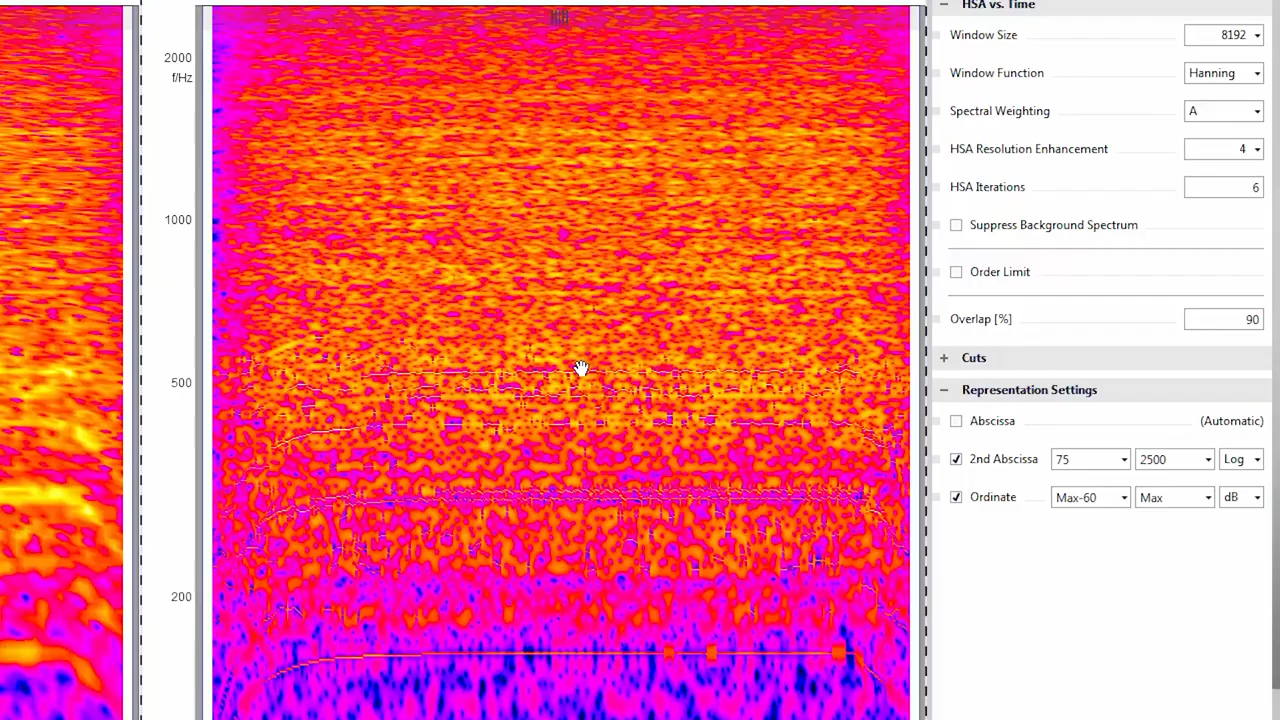 2000
f/Hz
1000
500
200
HSA vs. Time
Window Size 8192
Window Function Hanning
Spectral Weighting A
HSA Resolution Enhancement 4
HSA Iterations 6
Suppress Background Spectrum
Order Limit
Overlap [%] 90
Cuts
Representation Settings
Abscissa (Automatic)
2nd Abscissa 75 2500 Log
Ordinate Max-60 Max dB